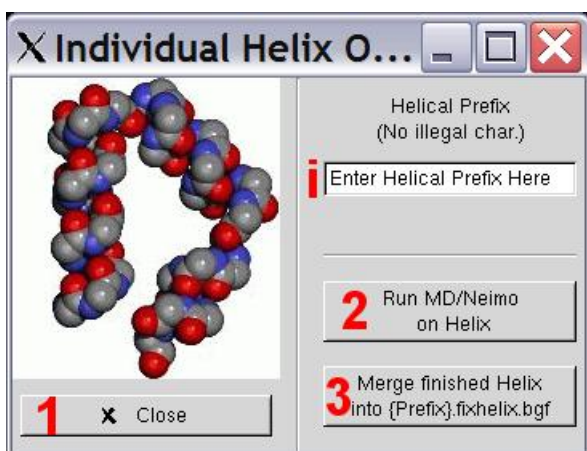 X Individual Helix O...
Helical Prefix
(No illegal char.)
i Enter Helical Prefix Here
2 Run MD/Neimo
on Helix
3 Merge finished Helix
into {Prefix}.fixhelix.bgf
1 X Close